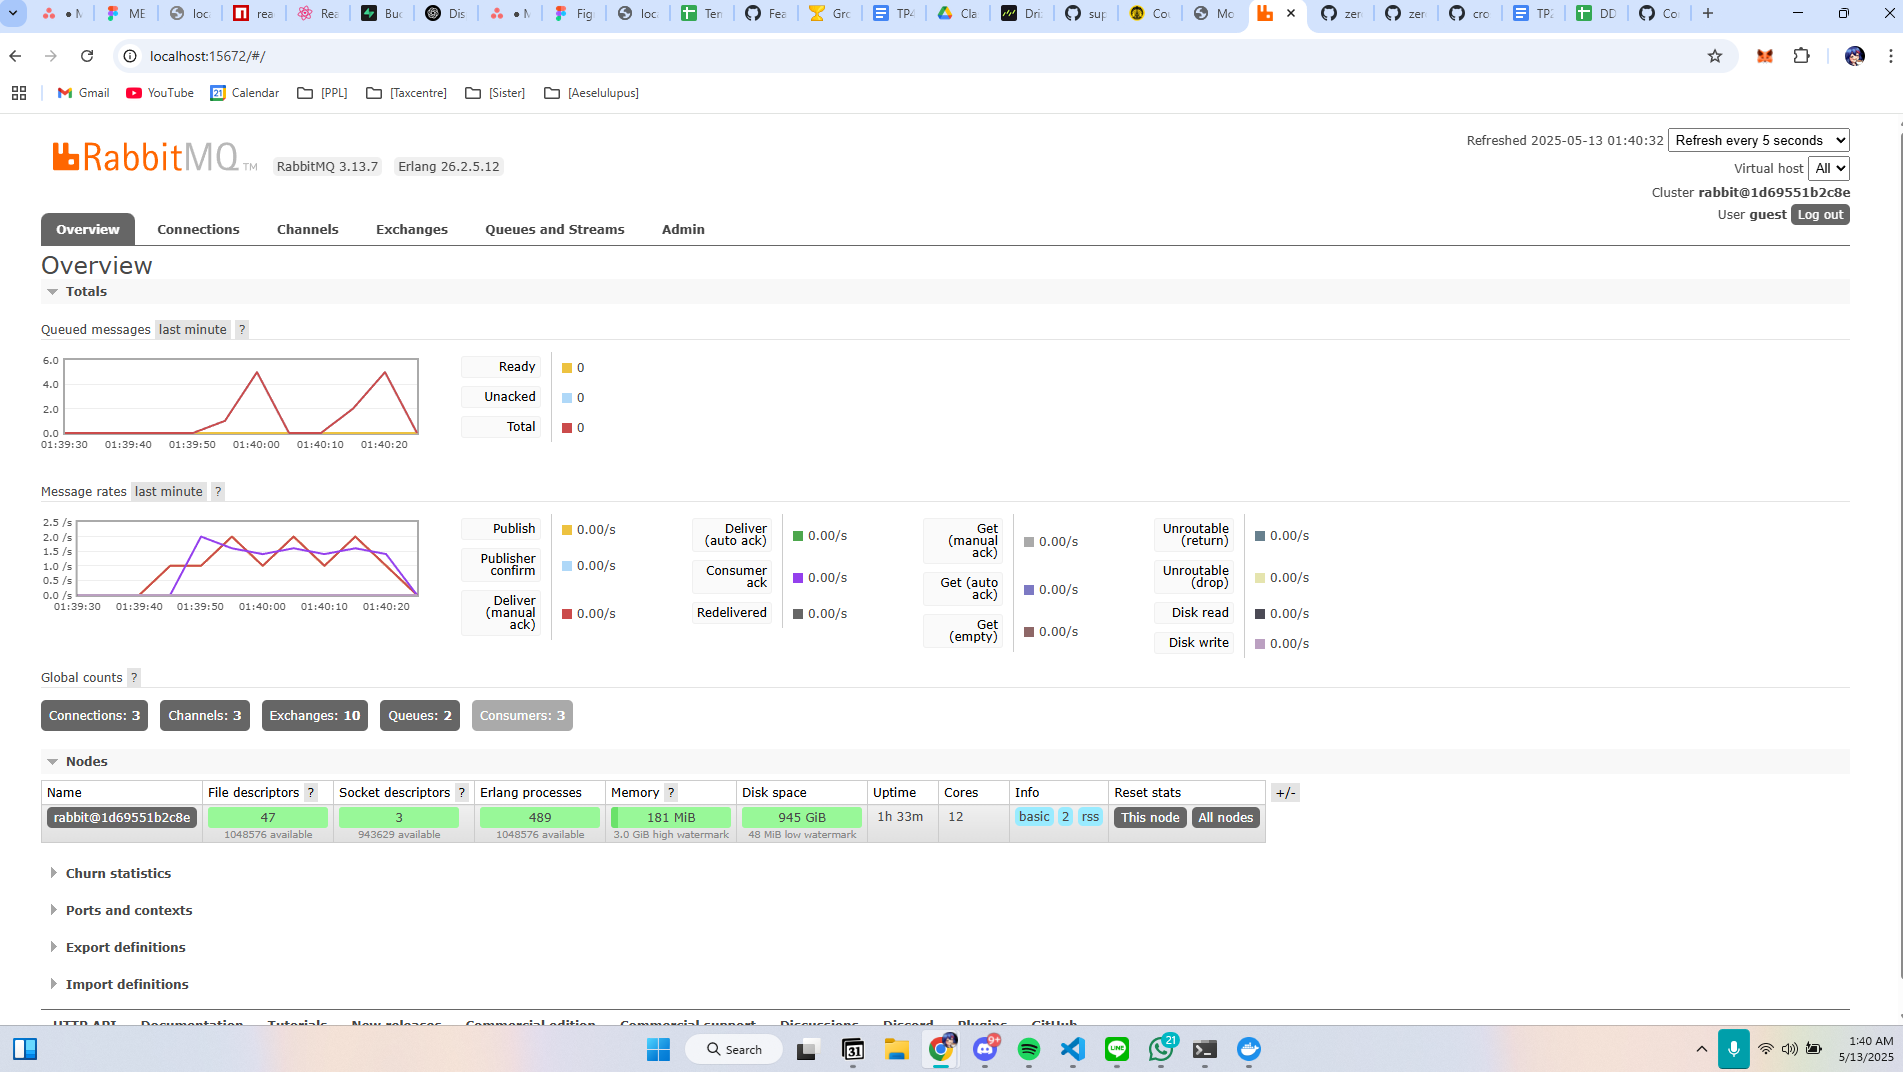 M
ME
loc
rea
Rea
Buc
Dis
M
Fig
loc
Ten
Fea
Gro
TP4
Cla
Dri
sup
Cou
Mo
zer
zer
cro
TP2
DD
Co
localhost:15672/#/
Gmail
YouTube
Calendar
[PPL]
[Taxcentre]
[Sister]
[Aeselulupus]
RabbitMQ TM
RabbitMQ 3.13.7
Erlang 26.2.5.12
Refreshed 2025-05-13 01:40:32
Refresh every 5 seconds
Virtual host All
Cluster rabbit@1d69551b2c8e
User guest Log out
Overview Connections Channels Exchanges Queues and Streams Admin
Overview
Totals
Queued messages last minute ?
6.0
4.0
2.0
0.0
01:39:30 01:39:40 01:39:50 01:40:00 01:40:10 01:40:20
Ready 0
Unacked 0
Total 0
Message rates last minute ?
2.5 /s
2.0 /s
1.5 /s
1.0 /s
0.5 /s
0.0 /s
01:39:30 01:39:40 01:39:50 01:40:00 01:40:10 01:40:20
Publish 0.00/s
Publisher
confirm 0.00/s
Deliver
(manual
ack) 0.00/s
Deliver
(auto ack) 0.00/s
Consumer
ack 0.00/s
Redelivered 0.00/s
Get
(manual
ack) 0.00/s
Get (auto
ack) 0.00/s
Get
(empty) 0.00/s
Unroutable
(return) 0.00/s
Unroutable
(drop) 0.00/s
Disk read 0.00/s
Disk write 0.00/s
Global counts ?
Connections: 3 Channels: 3 Exchanges: 10 Queues: 2 Consumers: 3
Nodes
Name File descriptors ? Socket descriptors ? Erlang processes Memory ? Disk space Uptime Cores Info Reset stats +/-
rabbit@1d69551b2c8e 47 3 489 181 MiB 945 GiB 1h 33m 12 basic 2 rss This node All nodes
1048576 available 943629 available 1048576 available 3.0 GiB high watermark 48 MiB low watermark
Churn statistics
Ports and contexts
Export definitions
Import definitions
HTTP API Documentation Tutorials New releases Commercial edition Commercial support Discussions Discord Plugins GitHub
Search
31
9+
LINE
21
1:40 AM
5/13/2025